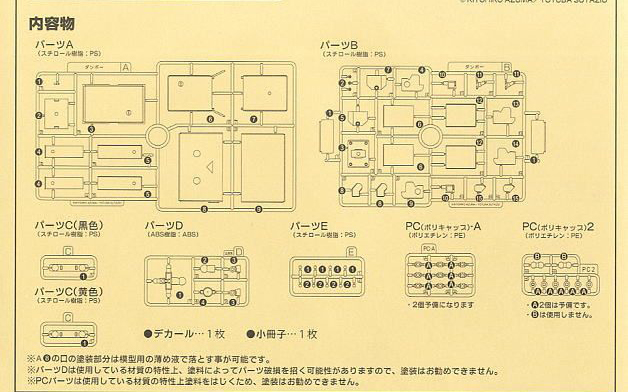 ©KIYOHIKO AZUMA/YOTUBA SUTAZIO
内容物
パーツA
(スチロール樹脂:PS)
ダンボー
A
パーツB
(スチロール樹脂:PS)
ダンボー
B
パーツC(黒色)
(スチロール樹脂:PS)
C
パーツC(黄色)
(スチロール樹脂:PS)
C
パーツD
(ABS樹脂:ABS)
D
パーツE
(スチロール樹脂:PS)
E
PC(ポリキャップ)-A
(ポリエチレン:PE)
PC-A
・2個予備になります
PC(ポリキャップ)2
(ポリエチレン:PE)
PC2
・Ⓐ2個は予備です。
・Ⓑは使用しません。
●デカール…1枚 ●小冊子…1枚
※A❽の口の塗装部分は模型用の薄め液で落とす事が可能です。
※パーツDは使用している材質の特性上、塗料によってパーツ破損を招く可能性がありますので、塗装はお勧めできません。
※PCパーツは使用している材質の特性上塗料をはじくため、塗装はお勧めできません。